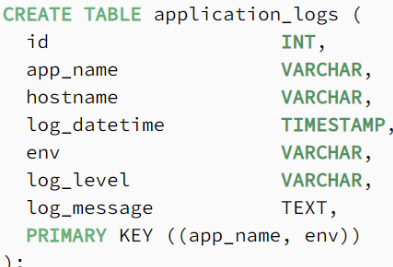 CREATE TABLE application_logs (
  id                    INT,
  app_name              VARCHAR,
  hostname              VARCHAR,
  log_datetime          TIMESTAMP,
  env                   VARCHAR,
  log_level             VARCHAR,
  log_message           TEXT,
  PRIMARY KEY ((app_name, env))
);